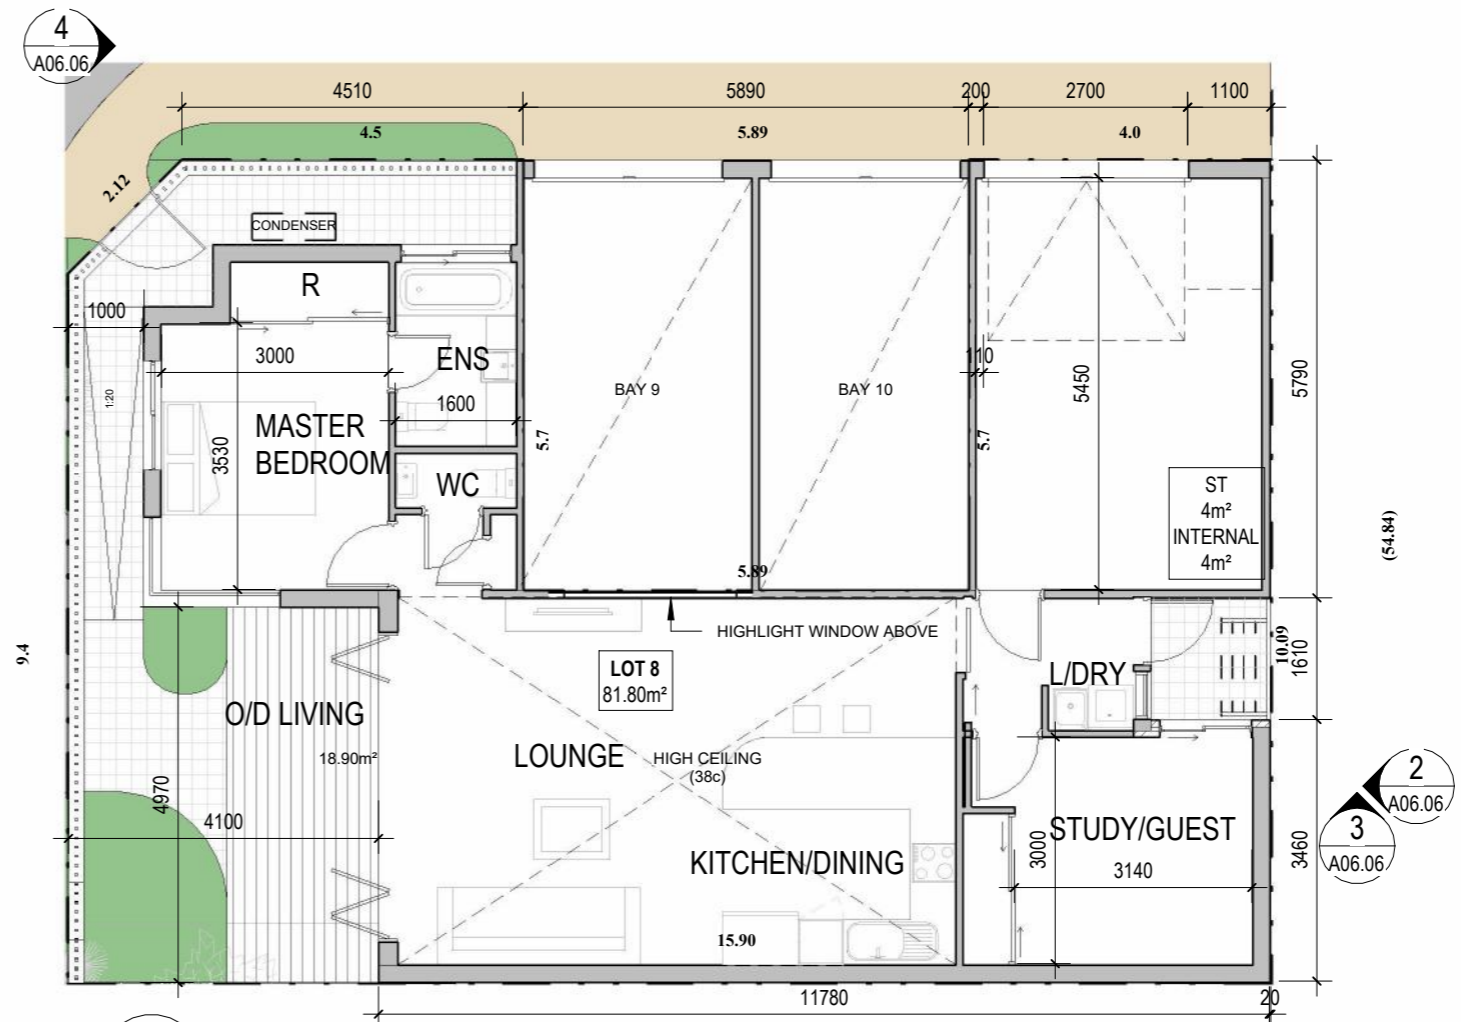 4
A06.06
4510
5890
200
2700
1100
4.5
5.89
4.0
2.12
CONDENSER
R
1000
3000
ENS
110
5450
5790
1:20
BAY 9
BAY 10
1600
MASTER
BEDROOM
3530
5.7
5.7
WC
ST
4m²
INTERNAL
4m²
(54.84)
5.89
HIGHLIGHT WINDOW ABOVE
9.4
LOT 8
81.80m²
L/DRY
10.09
1610
O/D LIVING
18.90m²
LOUNGE
HIGH CEILING
(38c)
4970
4100
2
A06.06
3
A06.06
STUDY/GUEST
3000
3140
3460
KITCHEN/DINING
15.90
11780
20